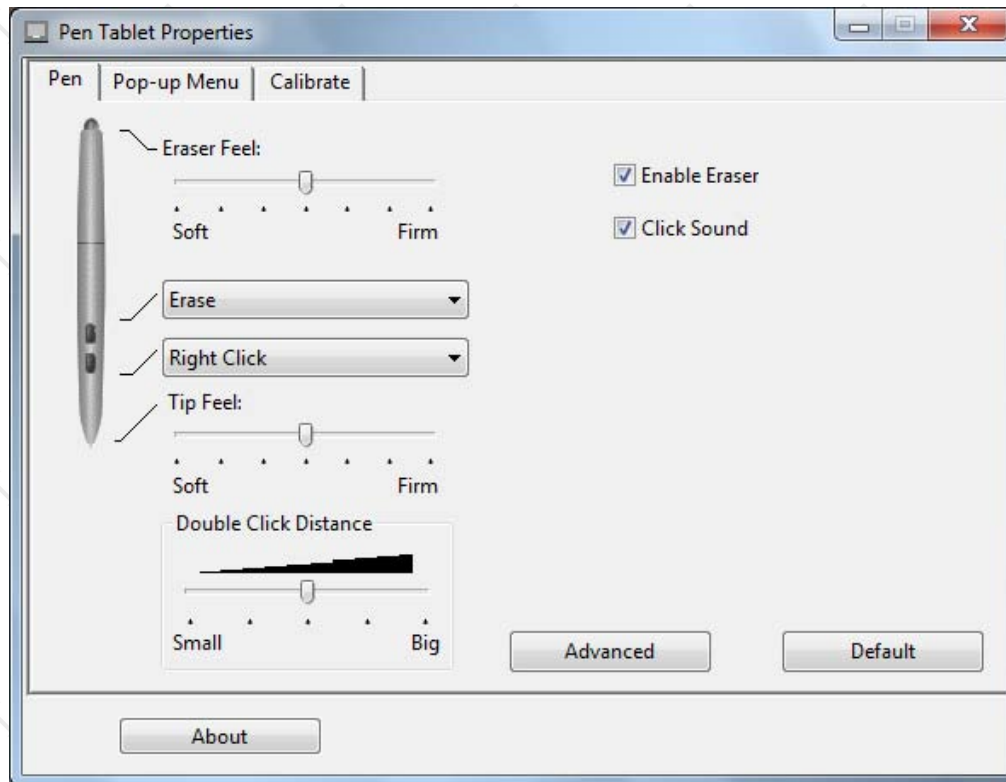 Pen Tablet Properties
Pen Pop-up Menu Calibrate
Eraser Feel:
Soft Firm
Enable Eraser
Click Sound
Erase
Right Click
Tip Feel:
Soft Firm
Double Click Distance
Small Big
Advanced Default
About